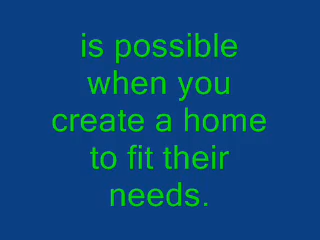 is possible
when you
create a home
to fit their
needs.